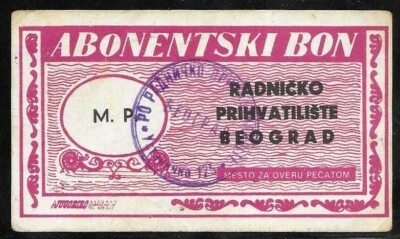 ABONENTSKI BON
M. P.
RADNIČKO
PRIHVATILIŠTE
BEOGRAD
MESTO ZA OVERU PEČATOM